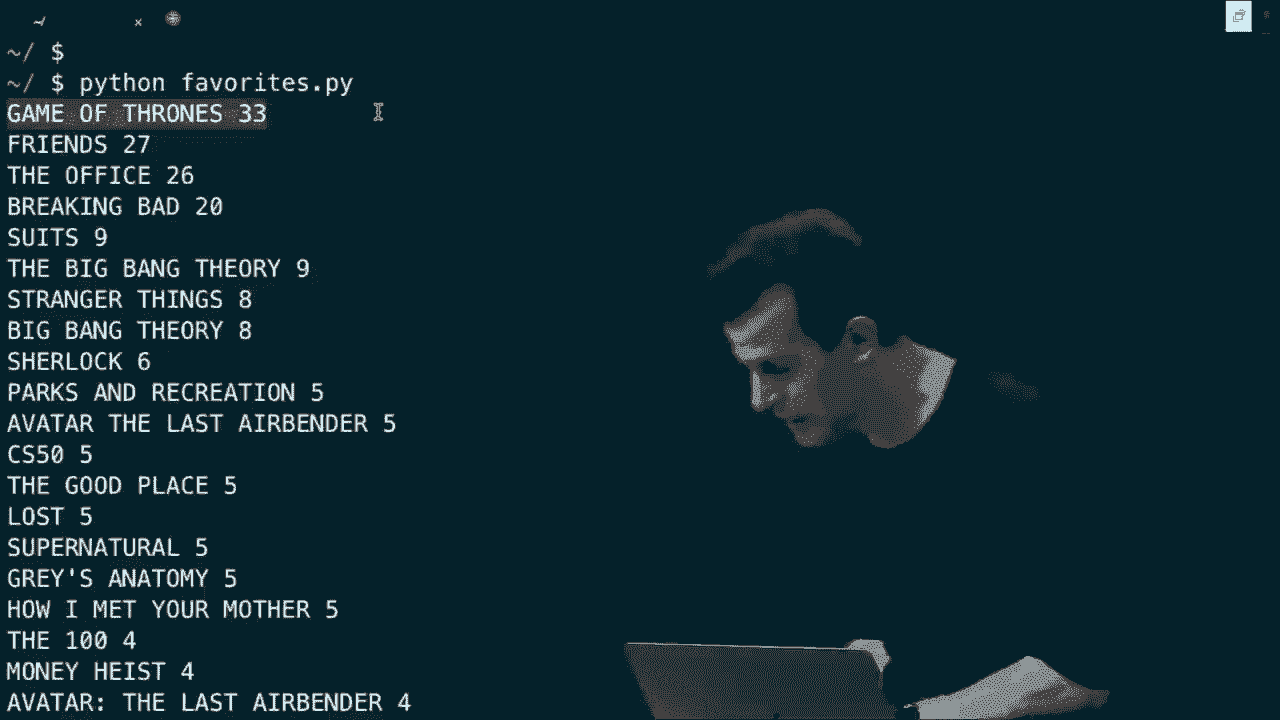 ~/ $
~/ $ python favorites.py
GAME OF THRONES 33
FRIENDS 27
THE OFFICE 26
BREAKING BAD 20
SUITS 9
THE BIG BANG THEORY 9
STRANGER THINGS 8
BIG BANG THEORY 8
SHERLOCK 6
PARKS AND RECREATION 5
AVATAR THE LAST AIRBENDER 5
CS50 5
THE GOOD PLACE 5
LOST 5
SUPERNATURAL 5
GREY'S ANATOMY 5
HOW I MET YOUR MOTHER 5
THE 100 4
MONEY HEIST 4
AVATAR: THE LAST AIRBENDER 4